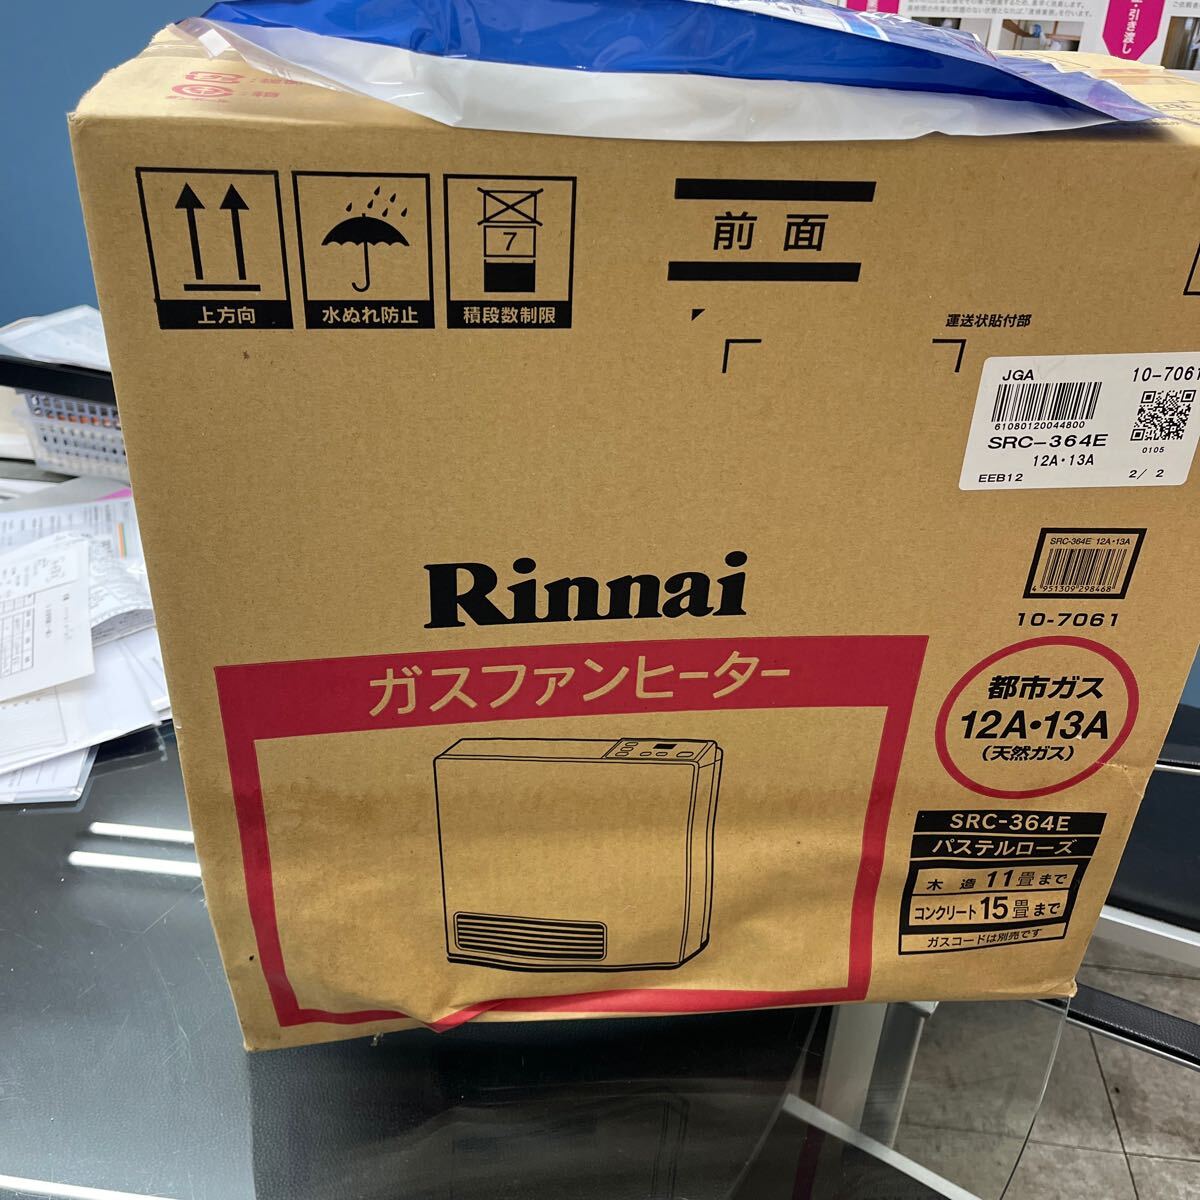 引き渡し
上方向
水ぬれ防止
7
積段数制限
前面
運送状貼付部
JGA
10-7061
61080120044800
SRC-364E
12A・13A
0105
EEB12
2/ 2
SRC-364E 12A・13A
4951309298468
10-7061
Rinnai
ガスファンヒーター
都市ガス
12A・13A
(天然ガス)
SRC-364E
パステルローズ
木造 11畳まで
コンクリート15畳まで
ガスコードは別売です